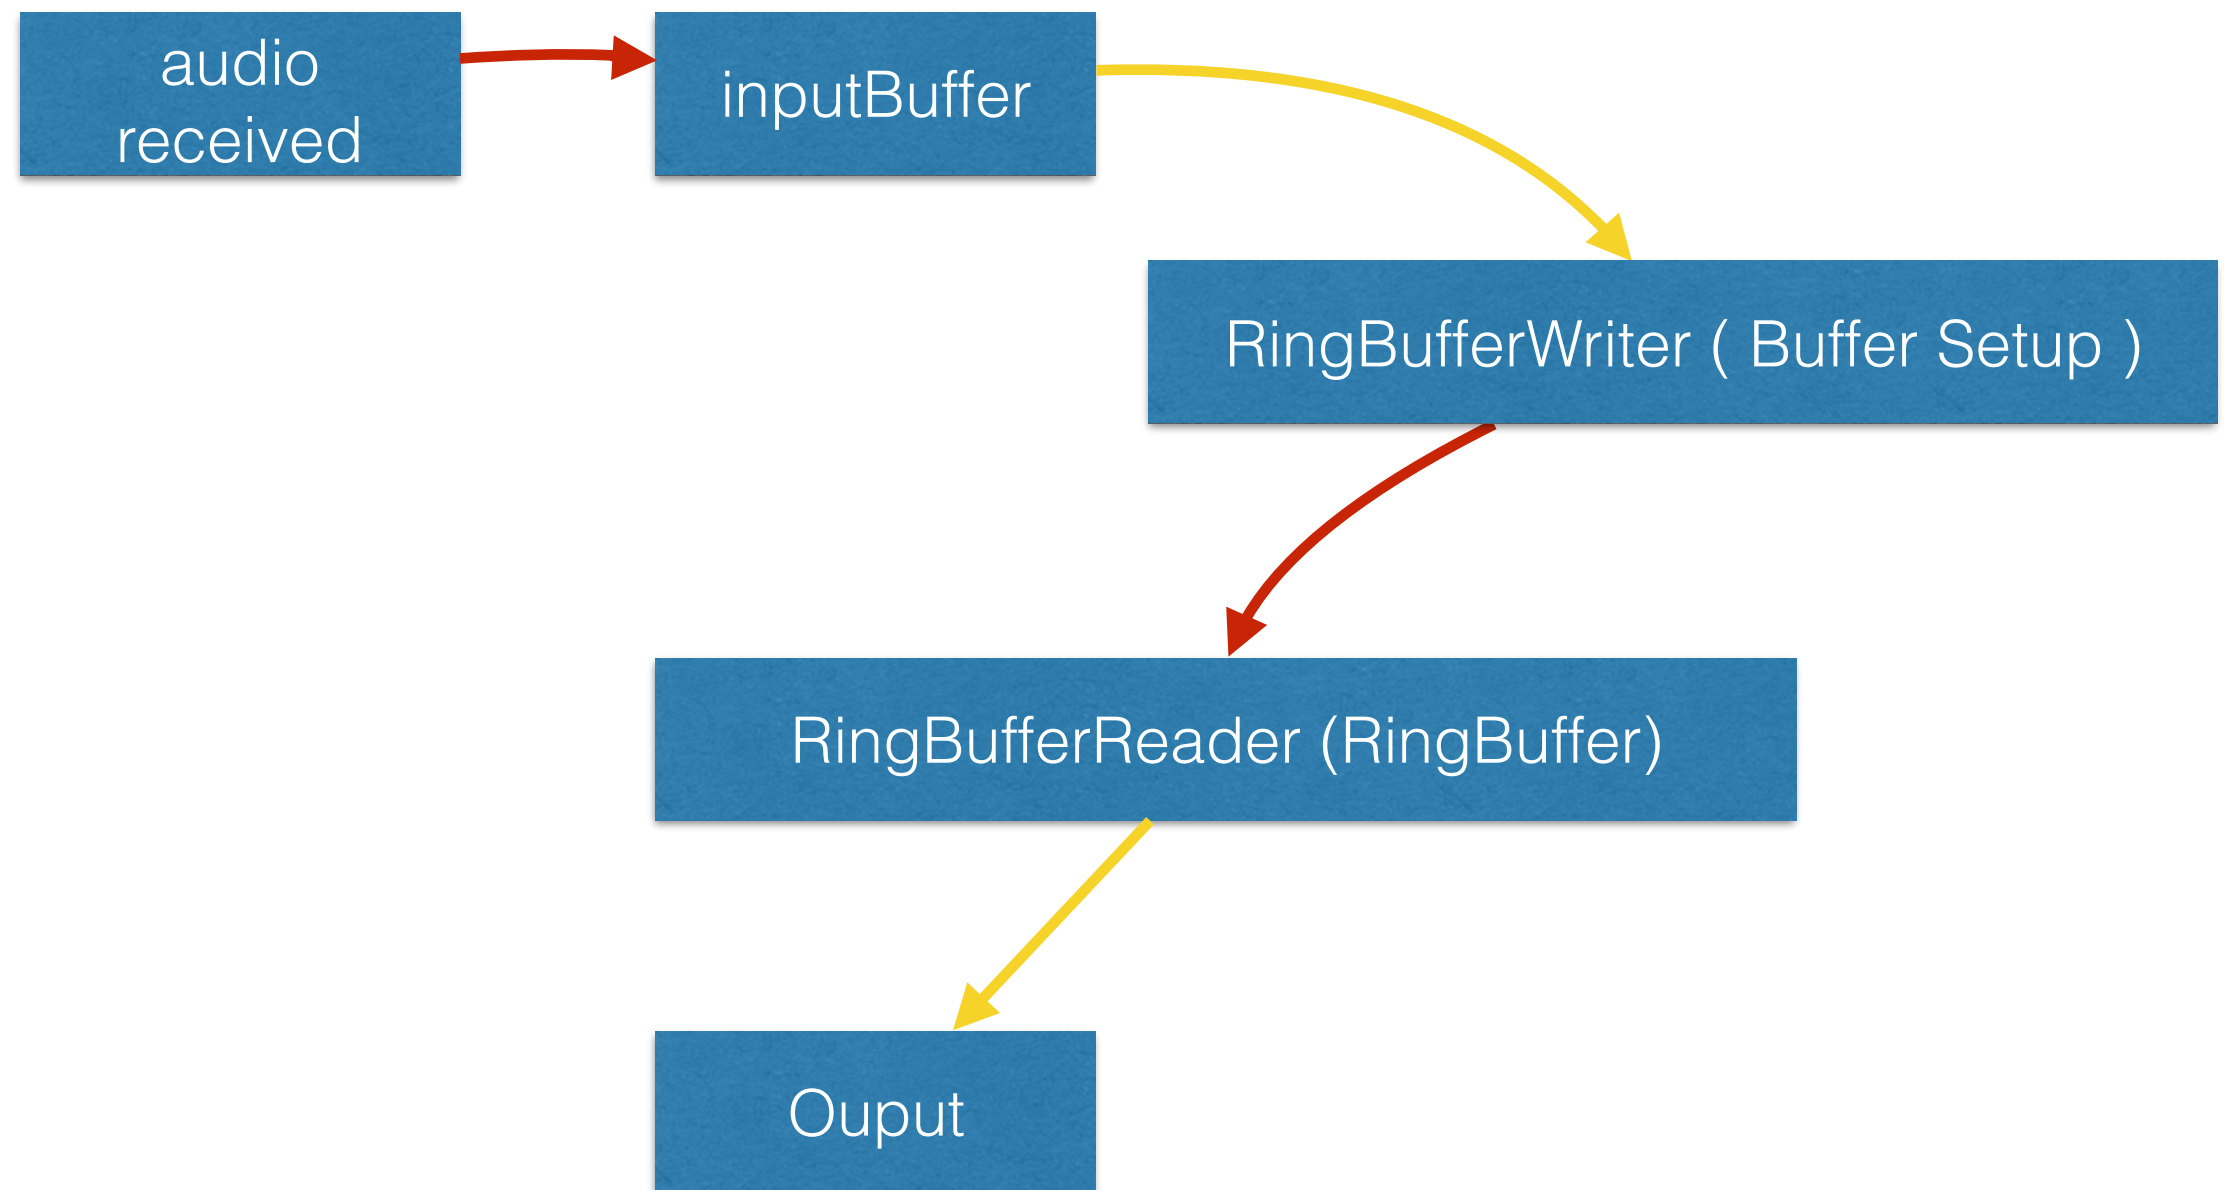 audio
received
inputBuffer
RingBufferWriter ( Buffer Setup )
RingBufferReader (RingBuffer)
Ouput